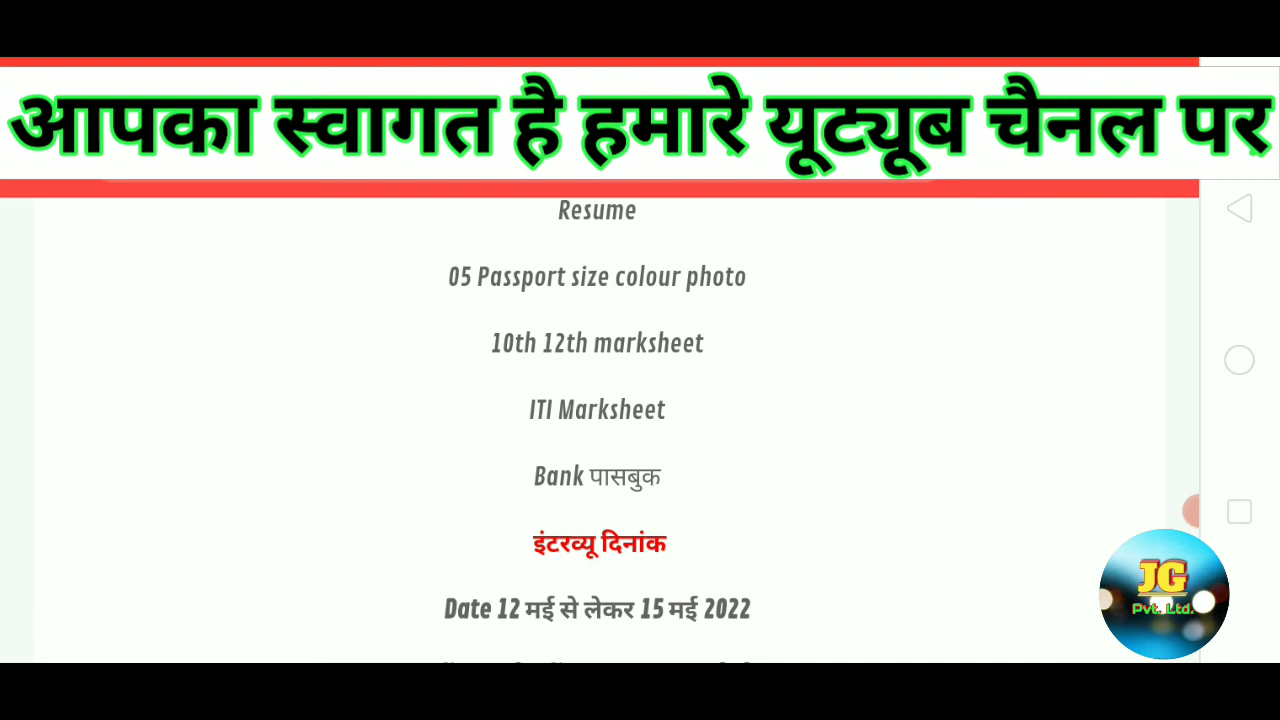 आपका स्वागत है हमारे यूट्यूब चैनल पर
Resume
05 Passport size colour photo
10th 12th marksheet
ITI Marksheet
Bank पासबुक
इंटरव्यू दिनांक
Date 12 मई से लेकर 15 मई 2022
JG
Pvt. Ltd.